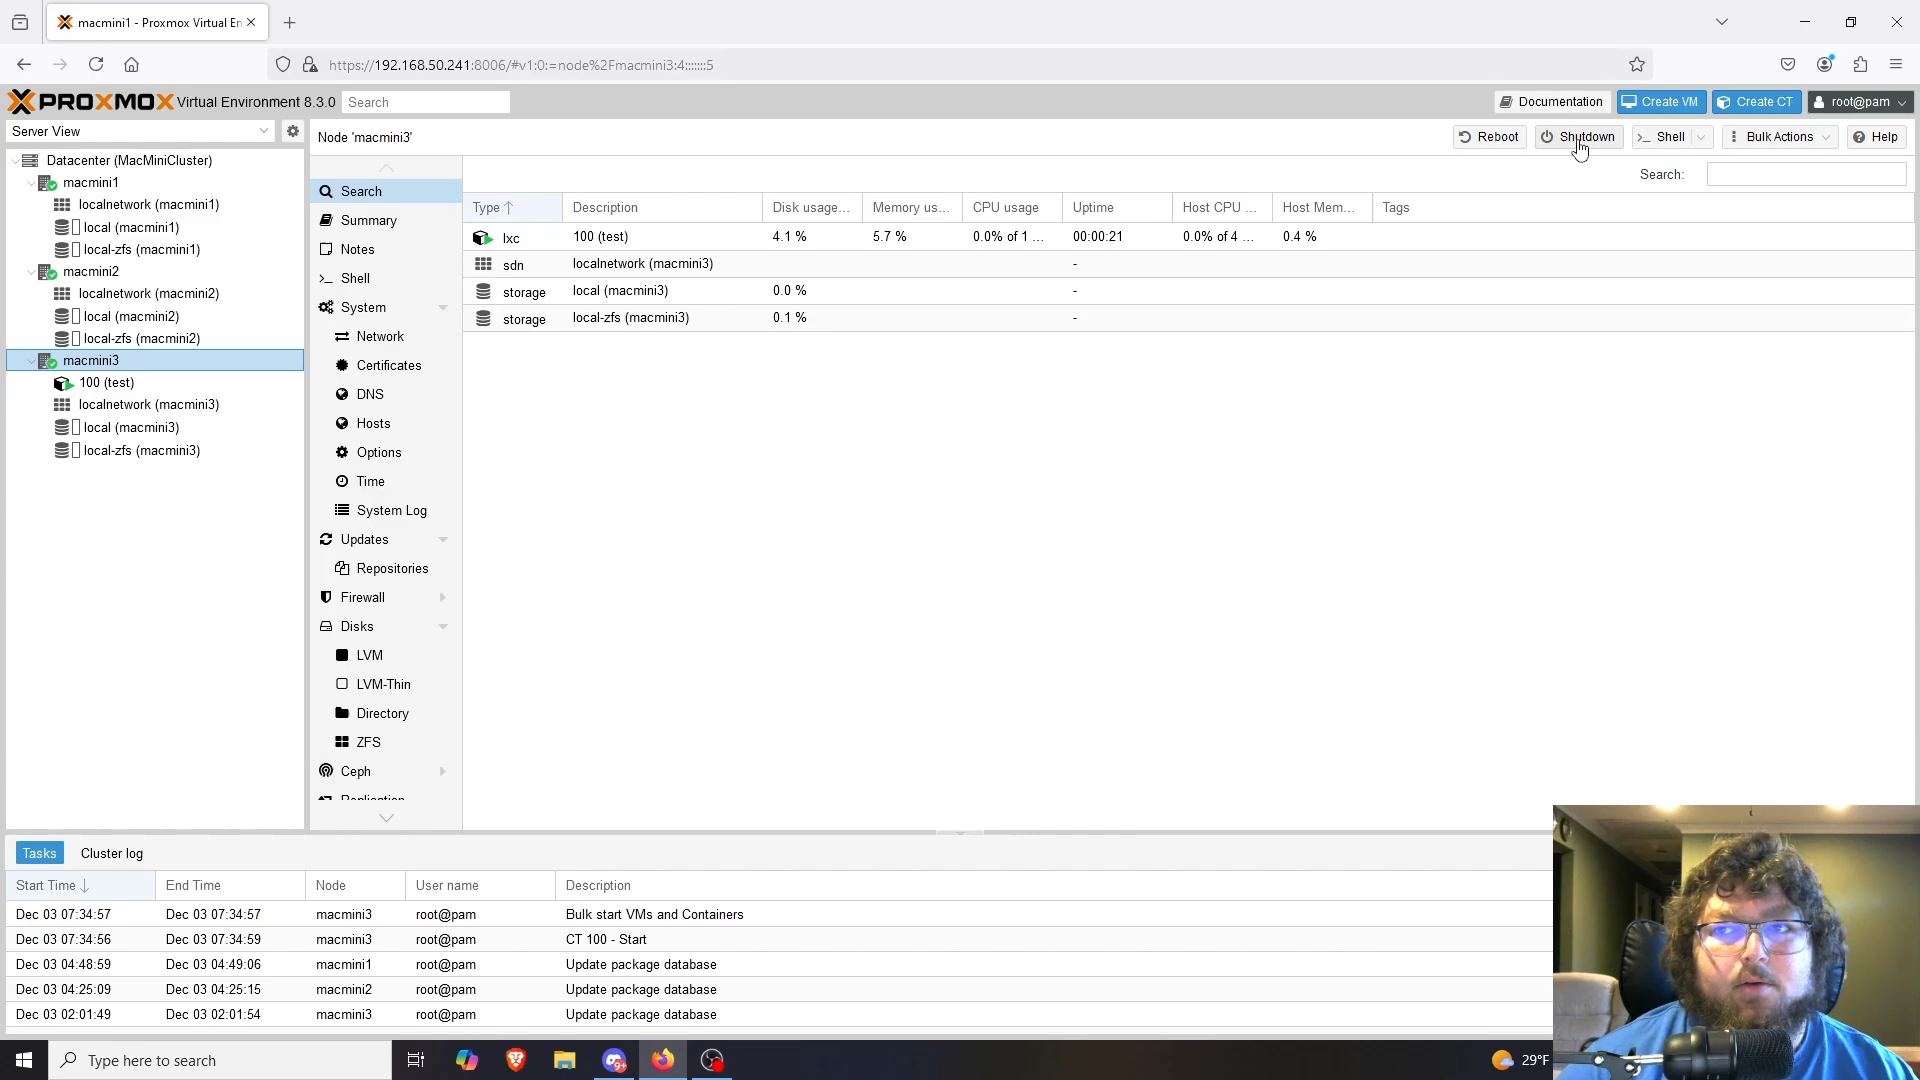 macmini1 - Proxmox Virtual En
https://192.168.50.241:8006/#v1:0:=node%2Fmacmini3:4:::::::5
PROXMOX Virtual Environment 8.3.0 Search
Documentation Create VM Create CT root@pam
Server View
Node 'macmini3'
Reboot Shutdown >_ Shell Bulk Actions Help
Datacenter (MacMiniCluster)
macmini1
localnetwork (macmini1)
local (macmini1)
local-zfs (macmini1)
macmini2
localnetwork (macmini2)
local (macmini2)
local-zfs (macmini2)
macmini3
100 (test)
localnetwork (macmini3)
local (macmini3)
local-zfs (macmini3)
Search
Summary
Notes
>_ Shell
System
Network
Certificates
DNS
Hosts
Options
Time
System Log
Updates
Repositories
Firewall
Disks
LVM
LVM-Thin
Directory
ZFS
Ceph
Replication
Search:
Type ↑ Description Disk usage... Memory us... CPU usage Uptime Host CPU ... Host Mem... Tags
lxc 100 (test) 4.1 % 5.7 % 0.0% of 1 ... 00:00:21 0.0% of 4 ... 0.4 %
sdn localnetwork (macmini3) -
storage local (macmini3) 0.0 % -
storage local-zfs (macmini3) 0.1 % -
Tasks Cluster log
Start Time ↓ End Time Node User name Description
Dec 03 07:34:57 Dec 03 07:34:57 macmini3 root@pam Bulk start VMs and Containers
Dec 03 07:34:56 Dec 03 07:34:59 macmini3 root@pam CT 100 - Start
Dec 03 04:48:59 Dec 03 04:49:06 macmini1 root@pam Update package database
Dec 03 04:25:09 Dec 03 04:25:15 macmini2 root@pam Update package database
Dec 03 02:01:49 Dec 03 02:01:54 macmini3 root@pam Update package database
Type here to search
9+
29°F